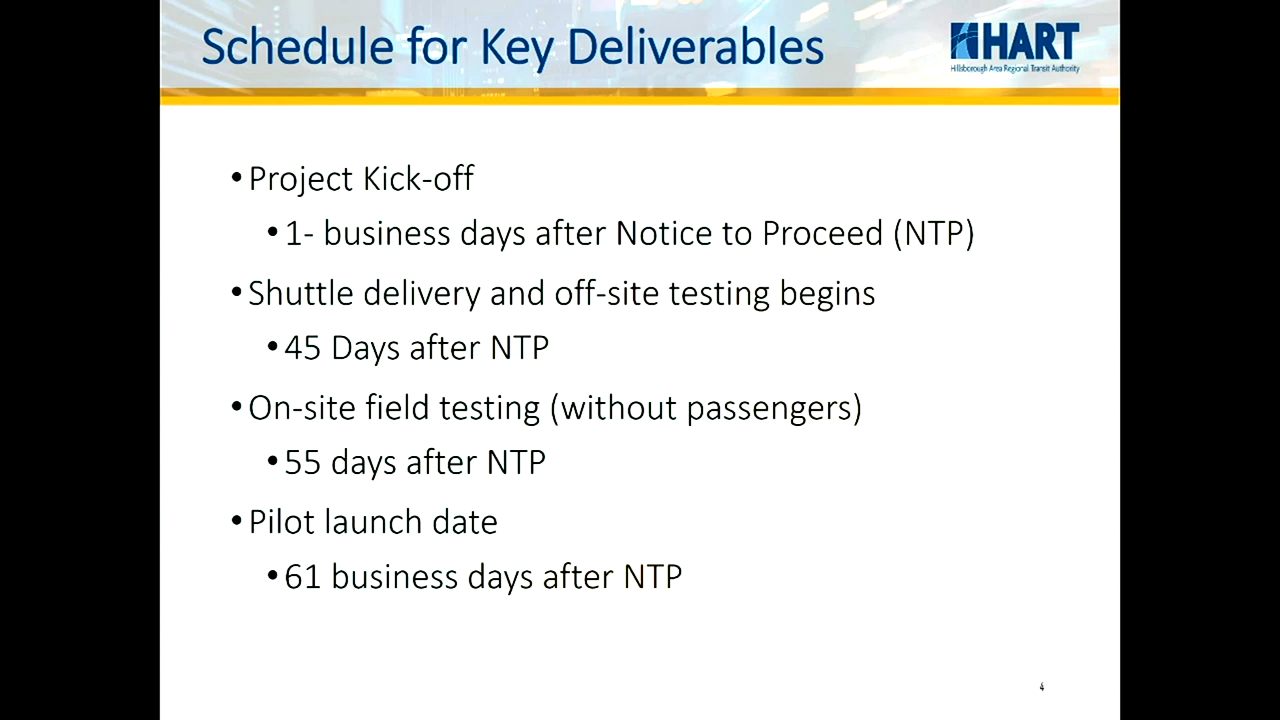 Schedule for Key Deliverables
HART
Hillsborough Area Regional Transit Authority
• Project Kick-off
• 1- business days after Notice to Proceed (NTP)
• Shuttle delivery and off-site testing begins
• 45 Days after NTP
• On-site field testing (without passengers)
• 55 days after NTP
• Pilot launch date
• 61 business days after NTP
4